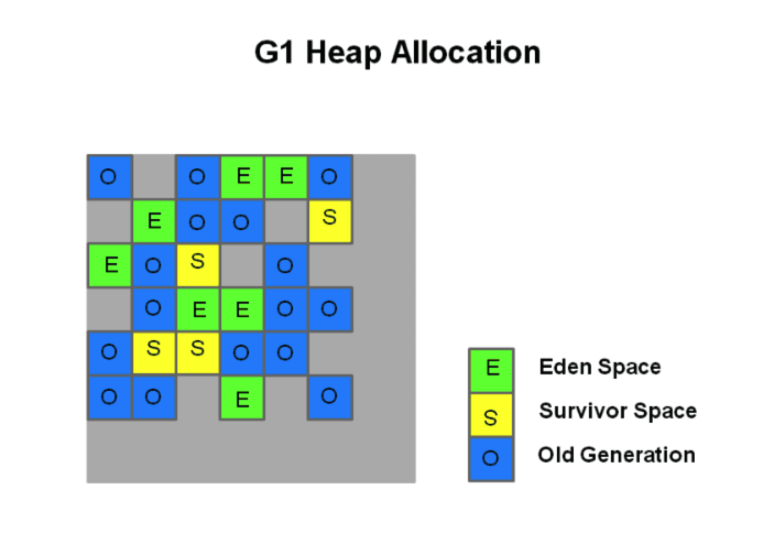 G1 Heap Allocation
O O E E O
E O O S
E O S O
O E E O O
O S S O O
O O E O
E Eden Space
S Survivor Space
O Old Generation